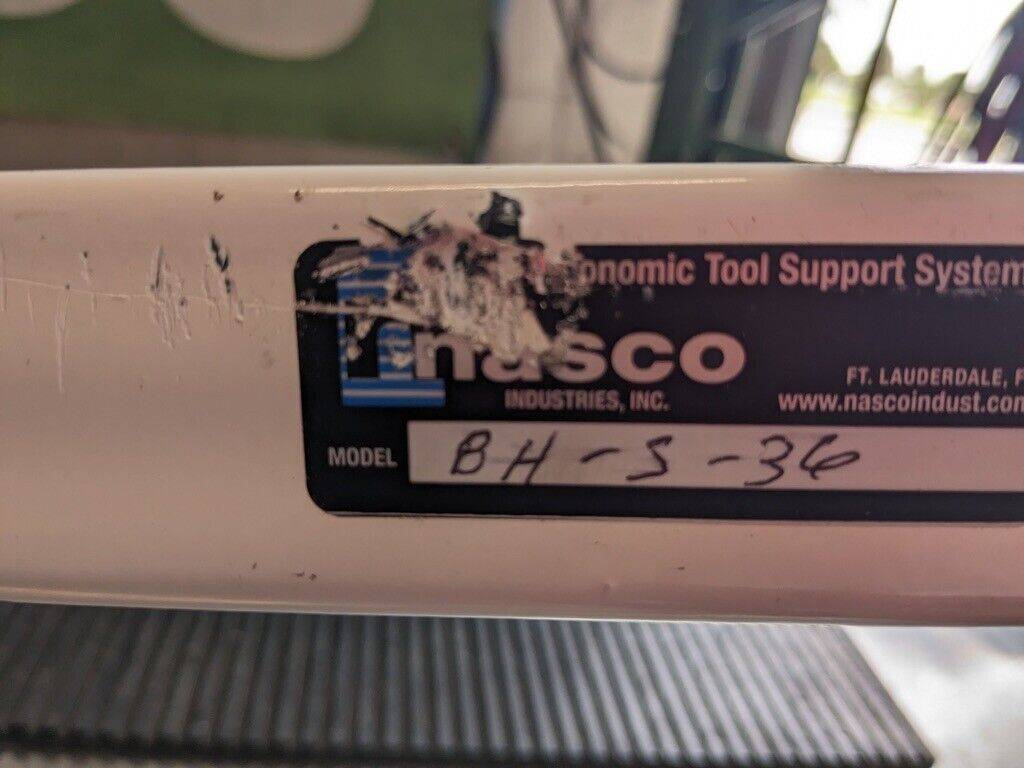 onomic Tool Support System
nasco
INDUSTRIES, INC.
FT. LAUDERDALE, F
www.nascoindust.com
MODEL BH-S-36